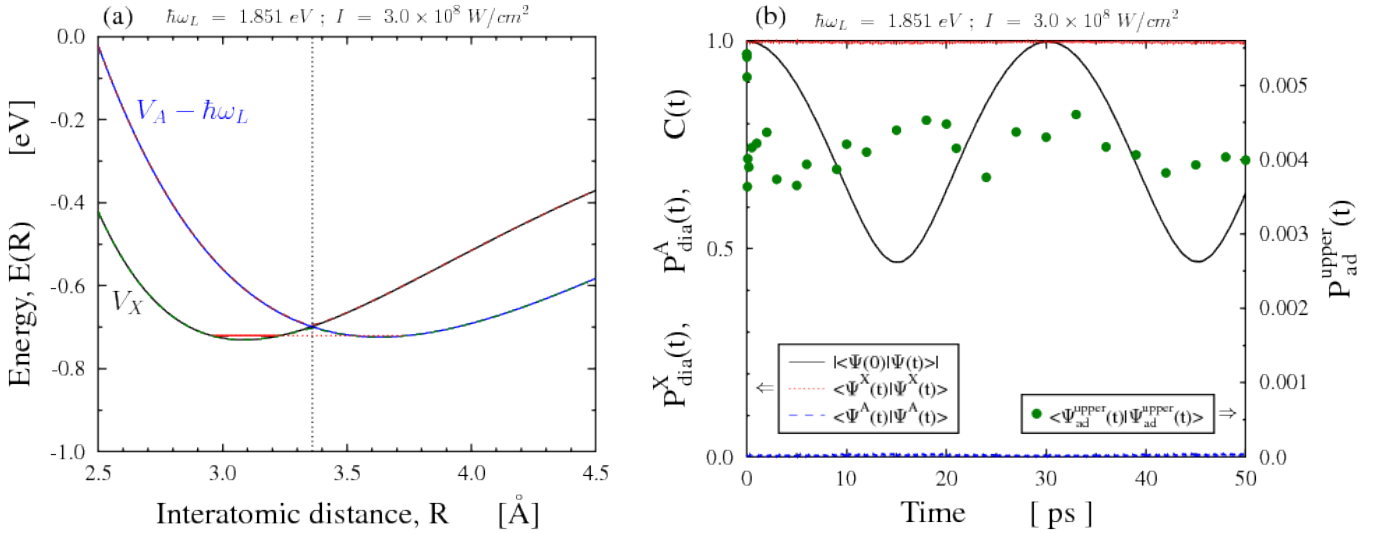 (a) ħω_L = 1.851 eV ; I = 3.0 × 10^8 W/cm^2
0.0
-0.2
-0.4
-0.6
-0.8
-1.0
Energy, E(R) [eV]
V_A − ħω_L
V_X
2.5 3.0 3.5 4.0 4.5
Interatomic distance, R [Å]
(b) ħω_L = 1.851 eV ; I = 3.0 × 10^8 W/cm^2
1.0
0.5
0.0
P^X_dia(t), P^A_dia(t), C(t)
|<Ψ(0)|Ψ(t)>|
⇐ <Ψ^X(t)|Ψ^X(t)>
<Ψ^A(t)|Ψ^A(t)>
<Ψ^upper_ad(t)|Ψ^upper_ad(t)> ⇒
0.005
0.004
0.003
0.002
0.001
0.0
P^upper_ad(t)
0 10 20 30 40 50
Time [ ps ]